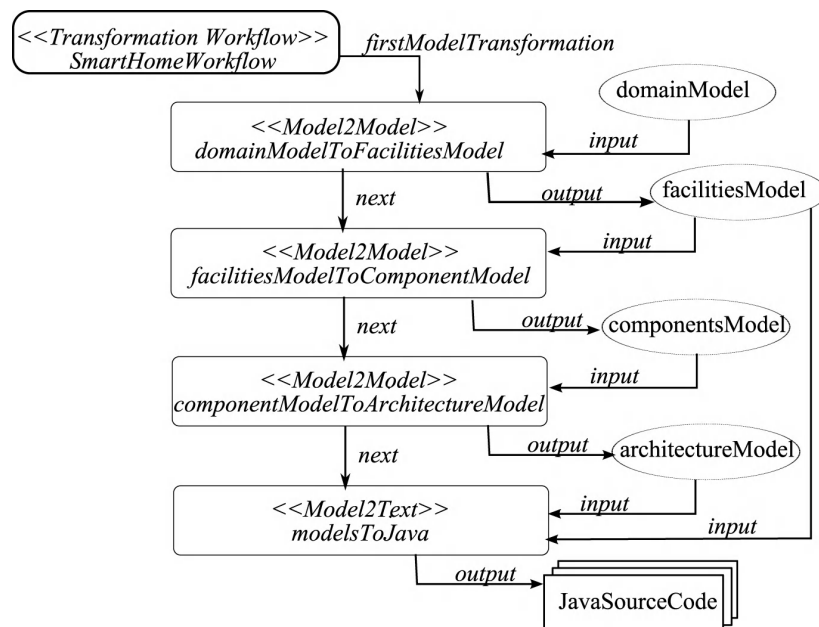 <<Transformation Workflow>>
SmartHomeWorkflow
firstModelTransformation
domainModel
<<Model2Model>>
domainModelToFacilitiesModel
input
next
output
facilitiesModel
<<Model2Model>>
facilitiesModelToComponentModel
input
next
output
componentsModel
<<Model2Model>>
componentModelToArchitectureModel
input
next
output
architectureModel
<<Model2Text>>
modelsToJava
input
input
output
JavaSourceCode